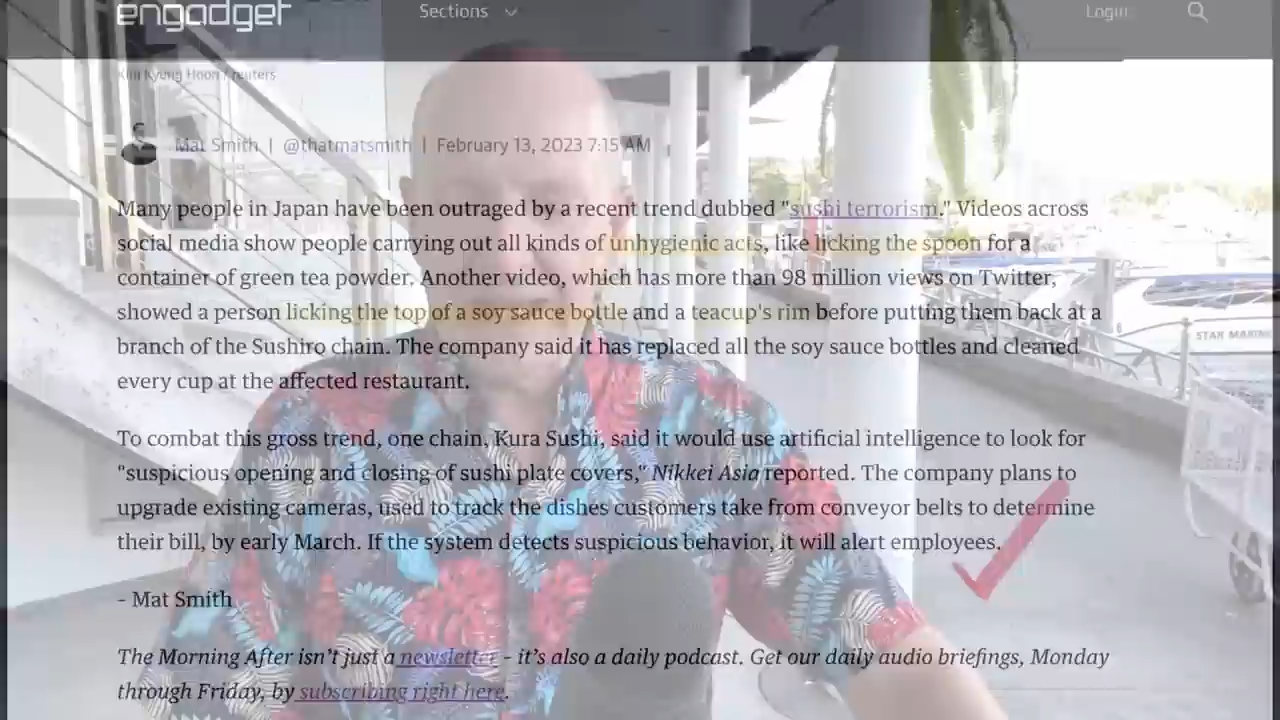 engadget
Sections
Login
Kim Kyung Hoon / reuters
Mat Smith | @thatmatsmith | February 13, 2023 7:15 AM
Many people in Japan have been outraged by a recent trend dubbed "sushi terrorism." Videos across
social media show people carrying out all kinds of unhygienic acts, like licking the spoon for a
container of green tea powder. Another video, which has more than 98 million views on Twitter,
showed a person licking the top of a soy sauce bottle and a teacup's rim before putting them back at a
branch of the Sushiro chain. The company said it has replaced all the soy sauce bottles and cleaned
every cup at the affected restaurant.
To combat this gross trend, one chain, Kura Sushi, said it would use artificial intelligence to look for
"suspicious opening and closing of sushi plate covers," Nikkei Asia reported. The company plans to
upgrade existing cameras, used to track the dishes customers take from conveyor belts to determine
their bill, by early March. If the system detects suspicious behavior, it will alert employees.
- Mat Smith
The Morning After isn't just a newsletter - it's also a daily podcast. Get our daily audio briefings, Monday
through Friday, by subscribing right here.
STAR MARIN